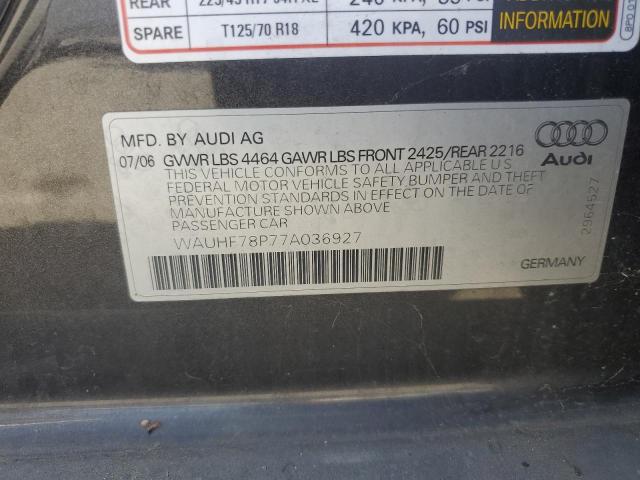 REAR
SPARE T125/70 R18 420 KPA, 60 PSI
INFORMATION
MFD. BY AUDI AG
07/06 GVWR LBS 4464 GAWR LBS FRONT 2425/REAR 2216
THIS VEHICLE CONFORMS TO ALL APPLICABLE U S
FEDERAL MOTOR VEHICLE SAFETY BUMPER AND THEFT
PREVENTION STANDARDS IN EFFECT ON THE DATE OF
MANUFACTURE SHOWN ABOVE
PASSENGER CAR
WAUHF78P77A036927
Audi
2964527
GERMANY